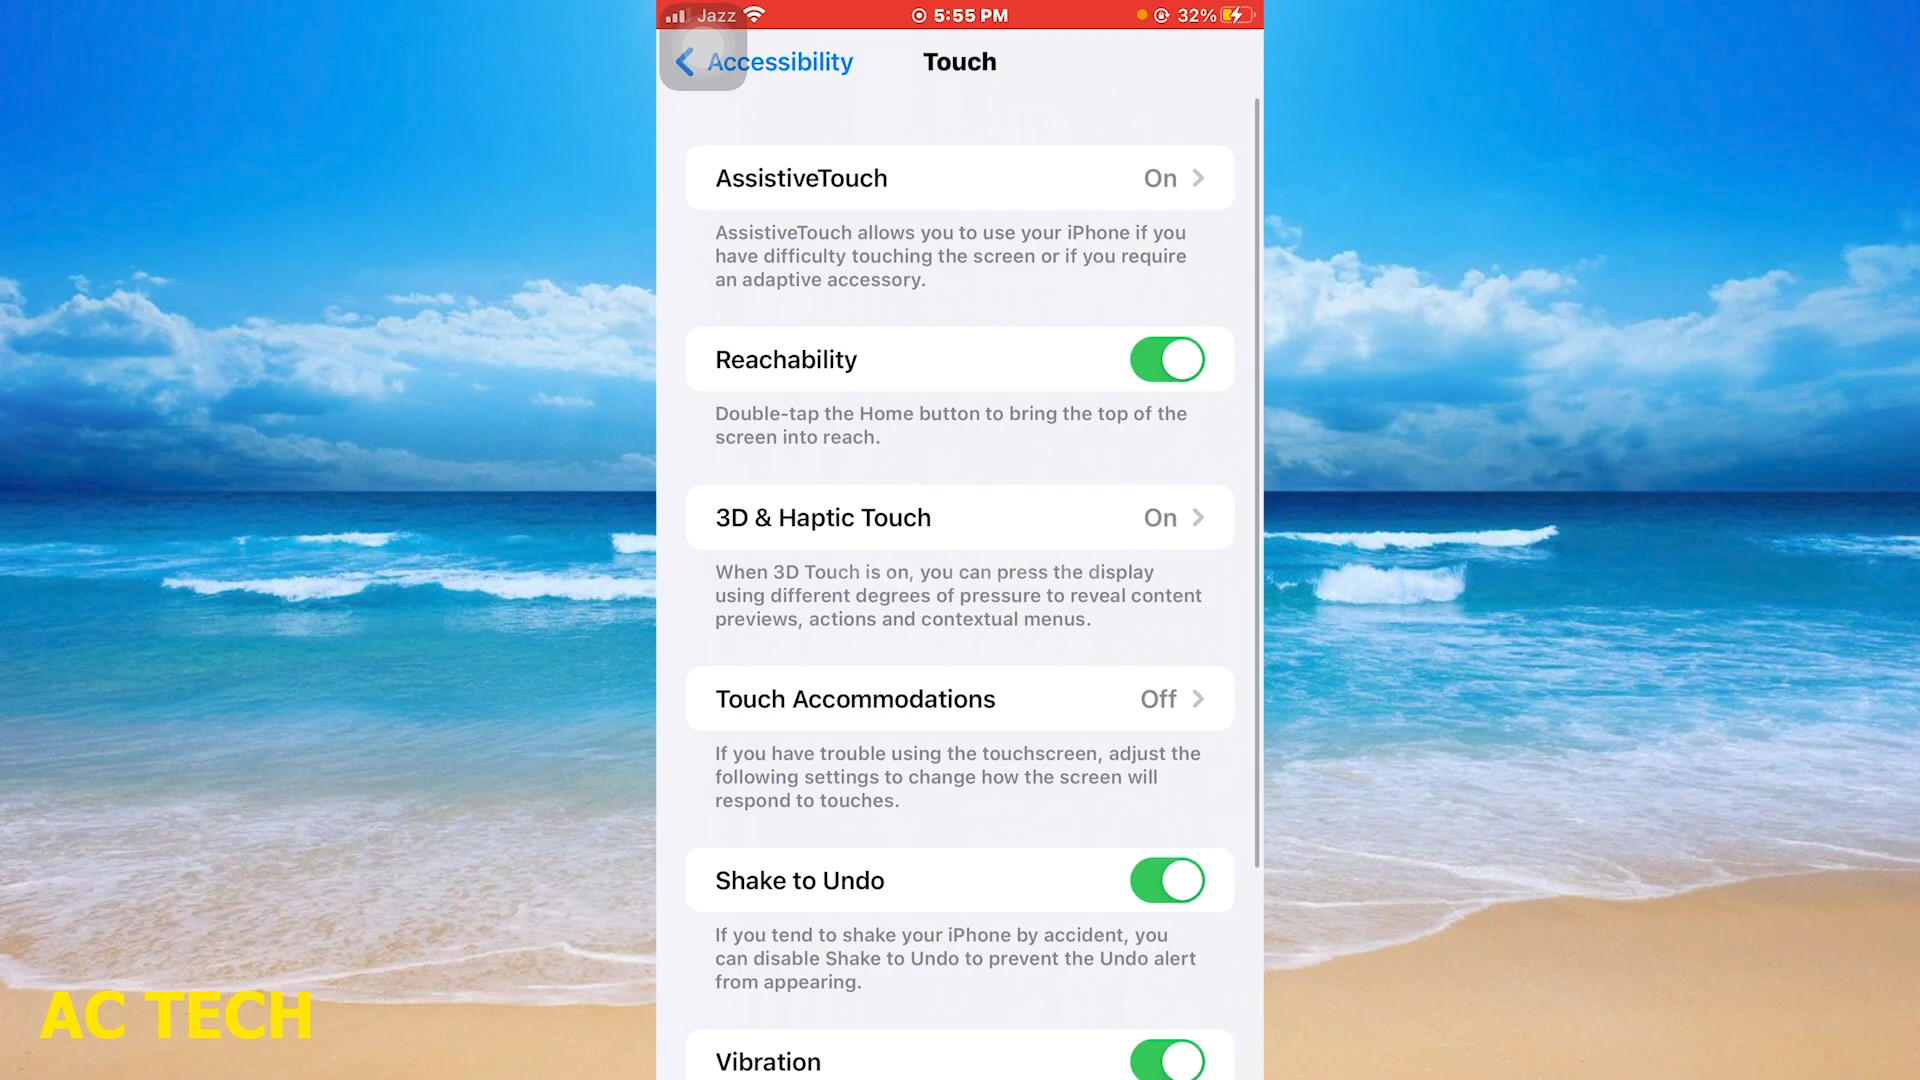 Jazz 5:55 PM 32%
Accessibility Touch
AssistiveTouch On
AssistiveTouch allows you to use your iPhone if you
have difficulty touching the screen or if you require
an adaptive accessory.
Reachability
Double-tap the Home button to bring the top of the
screen into reach.
3D & Haptic Touch On
When 3D Touch is on, you can press the display
using different degrees of pressure to reveal content
previews, actions and contextual menus.
Touch Accommodations Off
If you have trouble using the touchscreen, adjust the
following settings to change how the screen will
respond to touches.
Shake to Undo
If you tend to shake your iPhone by accident, you
can disable Shake to Undo to prevent the Undo alert
from appearing.
Vibration
AC TECH